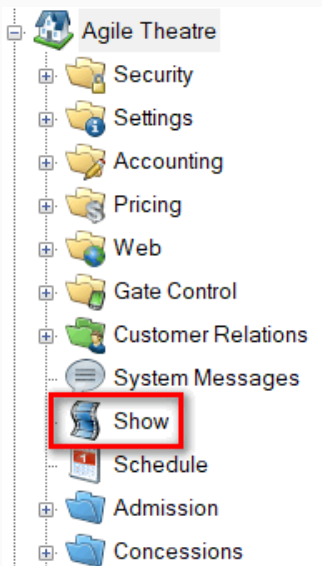 Agile Theatre
Security
Settings
Accounting
Pricing
Web
Gate Control
Customer Relations
System Messages
Show
Schedule
Admission
Concessions